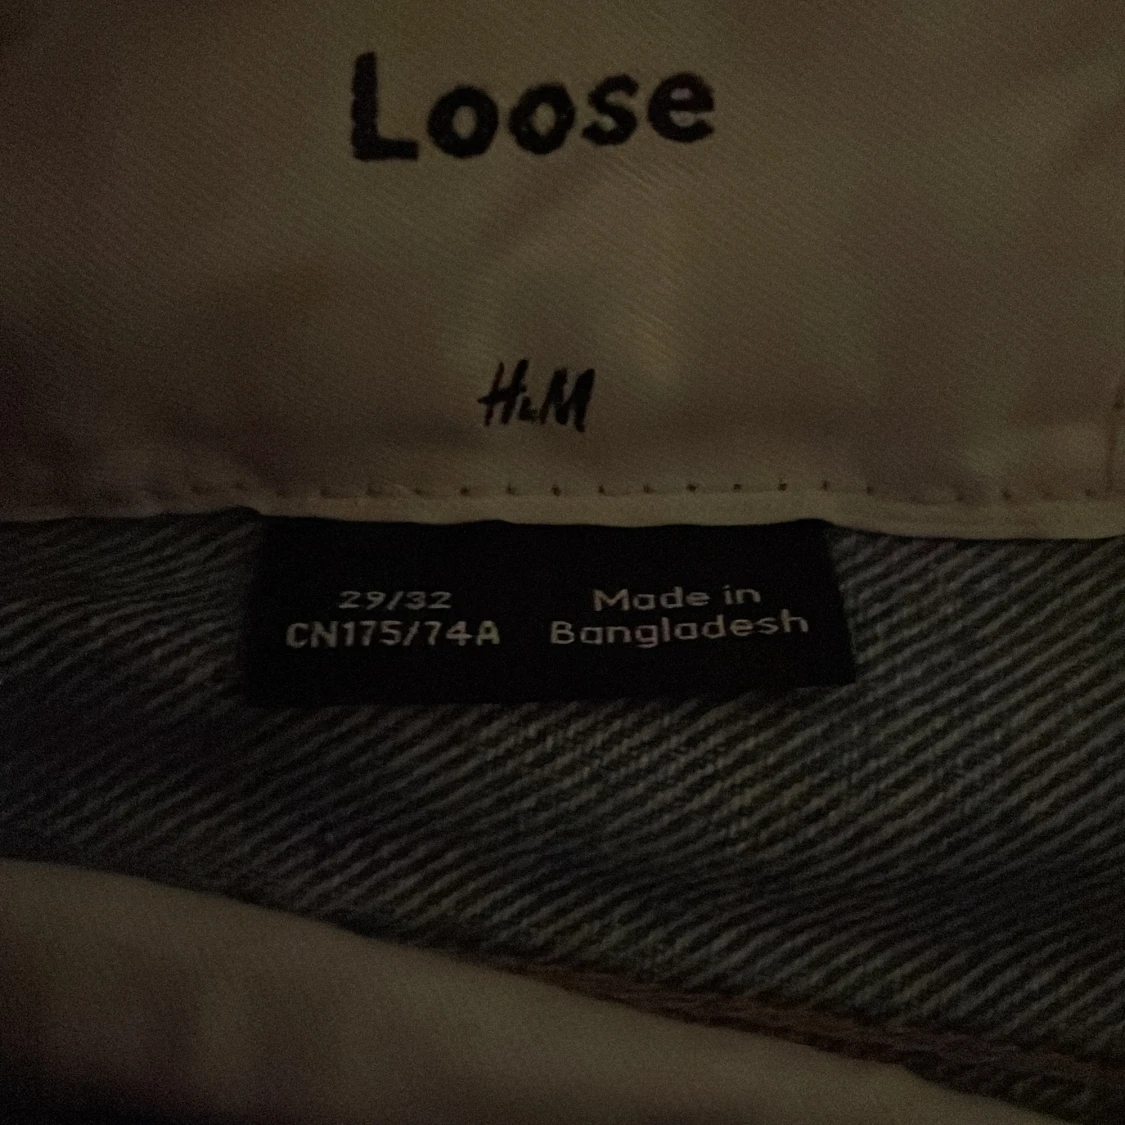 Loose
H&M
29/32
CN175/74A
Made in
Bangladesh